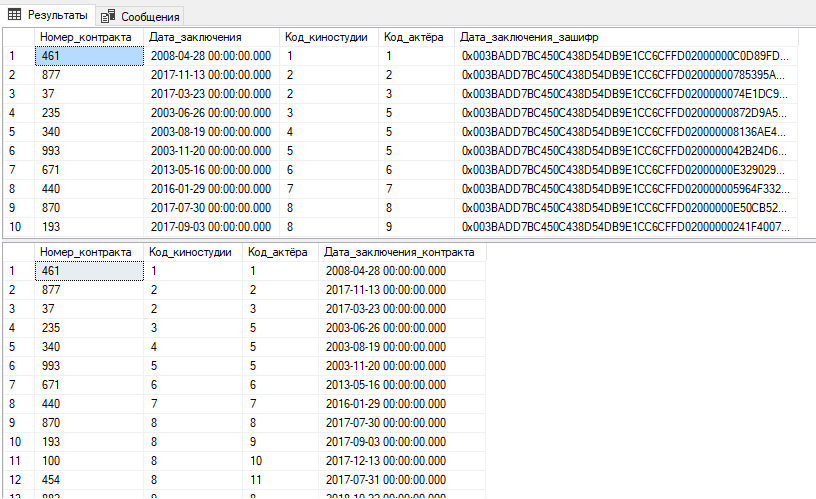 Результаты Сообщения
Номер_контракта Дата_заключения Код_киностудии Код_актёра Дата_заключения_зашифр
1 461 2008-04-28 00:00:00.000 1 1 0x003BADD7BC450C438D54DB9E1CC6CFFD02000000C0D89FD...
2 877 2017-11-13 00:00:00.000 2 2 0x003BADD7BC450C438D54DB9E1CC6CFFD02000000785395A...
3 37 2017-03-23 00:00:00.000 2 3 0x003BADD7BC450C438D54DB9E1CC6CFFD0200000074E1DC9...
4 235 2003-06-26 00:00:00.000 3 5 0x003BADD7BC450C438D54DB9E1CC6CFFD02000000872D9A5...
5 340 2003-08-19 00:00:00.000 4 5 0x003BADD7BC450C438D54DB9E1CC6CFFD020000008136AE4...
6 993 2003-11-20 00:00:00.000 5 5 0x003BADD7BC450C438D54DB9E1CC6CFFD0200000042B24D6...
7 671 2013-05-16 00:00:00.000 6 6 0x003BADD7BC450C438D54DB9E1CC6CFFD02000000E329029...
8 440 2016-01-29 00:00:00.000 7 7 0x003BADD7BC450C438D54DB9E1CC6CFFD020000005964F332...
9 870 2017-07-30 00:00:00.000 8 8 0x003BADD7BC450C438D54DB9E1CC6CFFD02000000E50CB52...
10 193 2017-09-03 00:00:00.000 8 9 0x003BADD7BC450C438D54DB9E1CC6CFFD02000000241F4007...
Номер_контракта Код_киностудии Код_актёра Дата_заключения_контракта
1 461 1 1 2008-04-28 00:00:00.000
2 877 2 2 2017-11-13 00:00:00.000
3 37 2 3 2017-03-23 00:00:00.000
4 235 3 5 2003-06-26 00:00:00.000
5 340 4 5 2003-08-19 00:00:00.000
6 993 5 5 2003-11-20 00:00:00.000
7 671 6 6 2013-05-16 00:00:00.000
8 440 7 7 2016-01-29 00:00:00.000
9 870 8 8 2017-07-30 00:00:00.000
10 193 8 9 2017-09-03 00:00:00.000
11 100 8 10 2017-12-13 00:00:00.000
12 454 8 11 2017-07-31 00:00:00.000